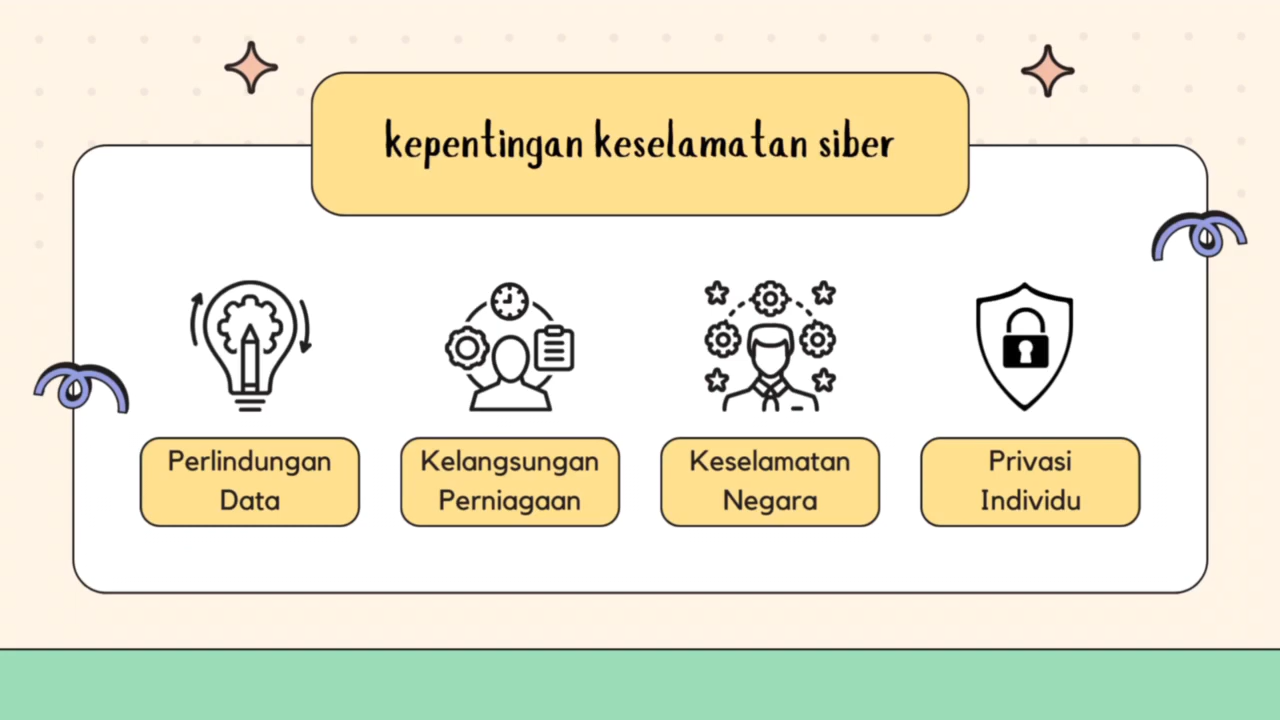 kepentingan keselamatan siber
Perlindungan
Data
Kelangsungan
Perniagaan
Keselamatan
Negara
Privasi
Individu